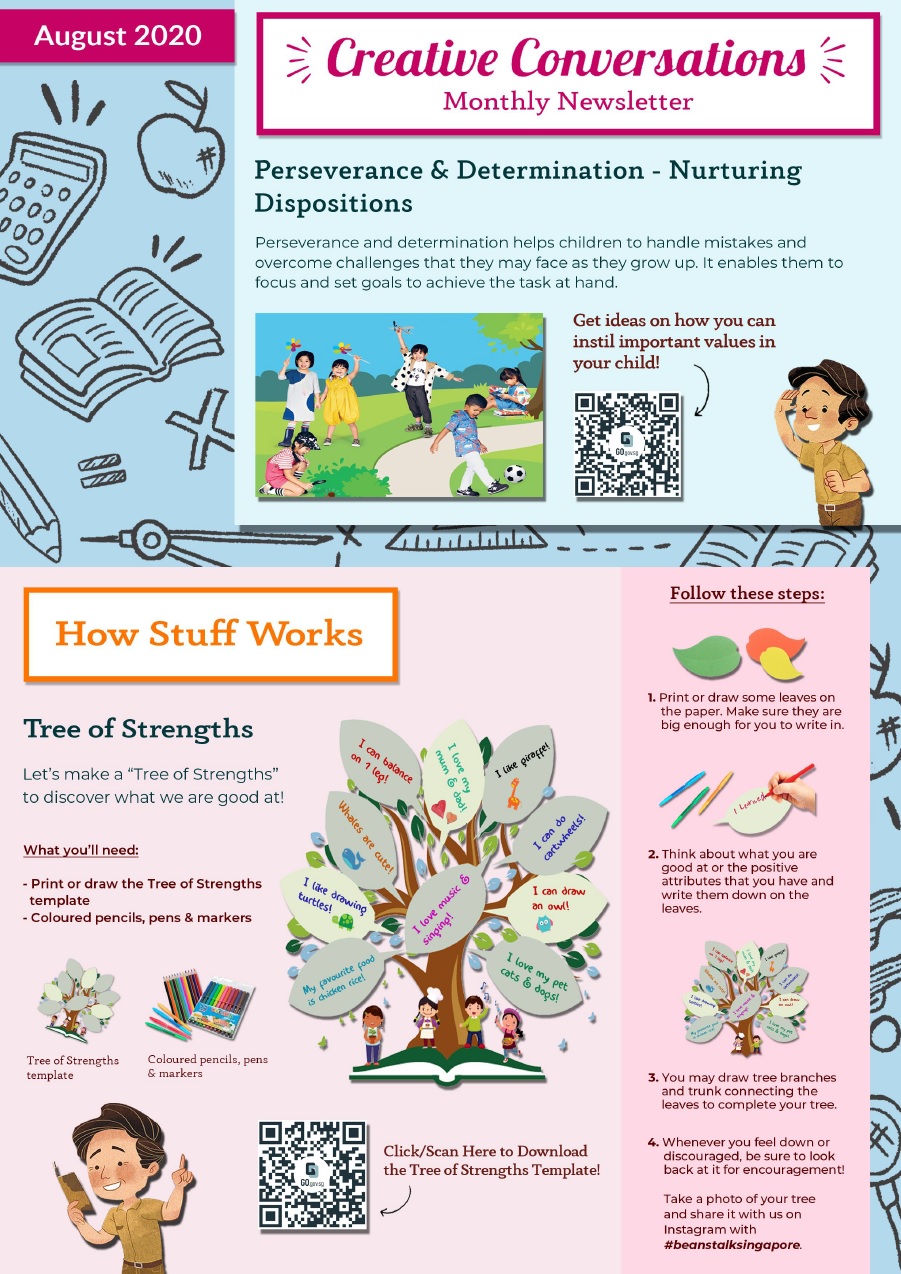 August 2020
Creative Conversations
Monthly Newsletter
Perseverance & Determination - Nurturing
Dispositions
Perseverance and determination helps children to handle mistakes and
overcome challenges that they may face as they grow up. It enables them to
focus and set goals to achieve the task at hand.
Get ideas on how you can
instil important values in
your child!
GOgovsg
How Stuff Works
Tree of Strengths
Let's make a "Tree of Strengths"
to discover what we are good at!
What you'll need:
- Print or draw the Tree of Strengths
template
- Coloured pencils, pens & markers
Tree of Strengths
template
Coloured pencils, pens
& markers
I can balance
on 1 leg!
I love my
mum & dad!
I like giraffe!
Whales are
cute!
I can do
cartwheels!
I like drawing
turtles!
I love music &
singing!
I can draw
an owl!
My favourite food
is chicken rice!
I love my pet
cats & dogs!
GOgovsg
Click/Scan Here to Download
the Tree of Strengths Template!
Follow these steps:
1. Print or draw some leaves on
the paper. Make sure they are
big enough for you to write in.
I learned
2. Think about what you are
good at or the positive
attributes that you have and
write them down on the
leaves.
3. You may draw tree branches
and trunk connecting the
leaves to complete your tree.
4. Whenever you feel down or
discouraged, be sure to look
back at it for encouragement!
Take a photo of your tree
and share it with us on
Instagram with
#beanstalksingapore.